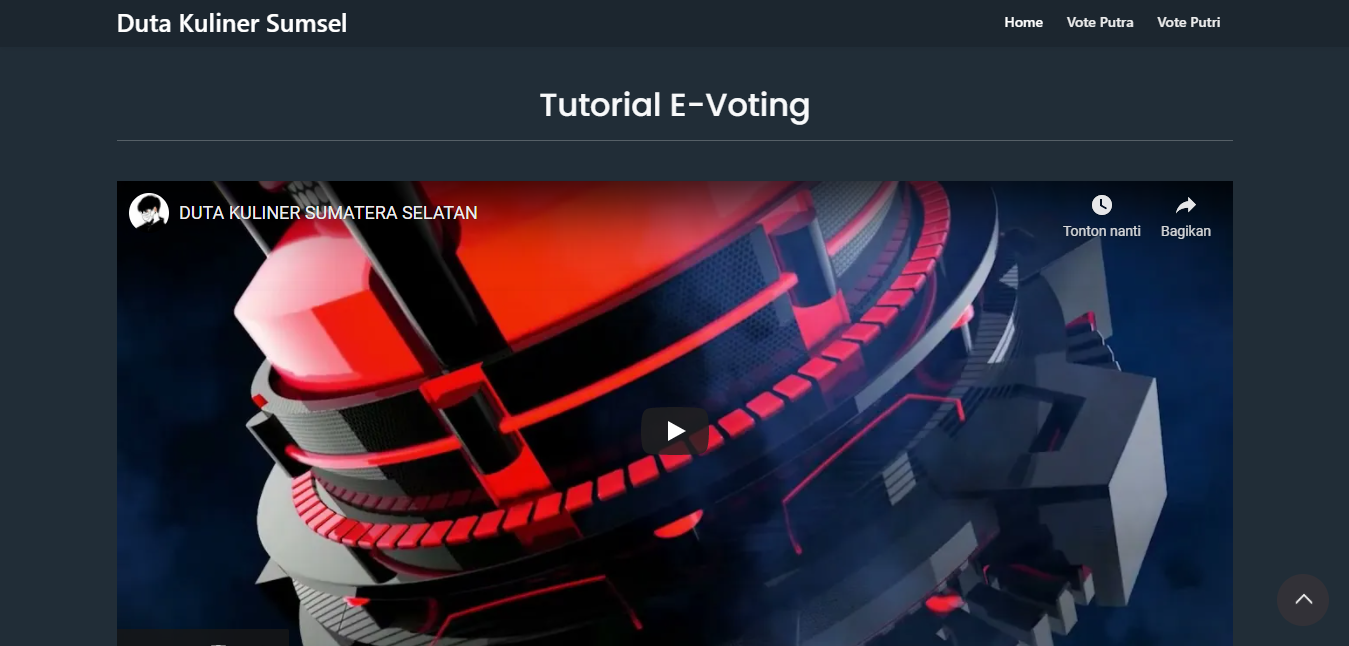 Duta Kuliner Sumsel
Home Vote Putra Vote Putri
Tutorial E-Voting
DUTA KULINER SUMATERA SELATAN
Tonton nanti Bagikan